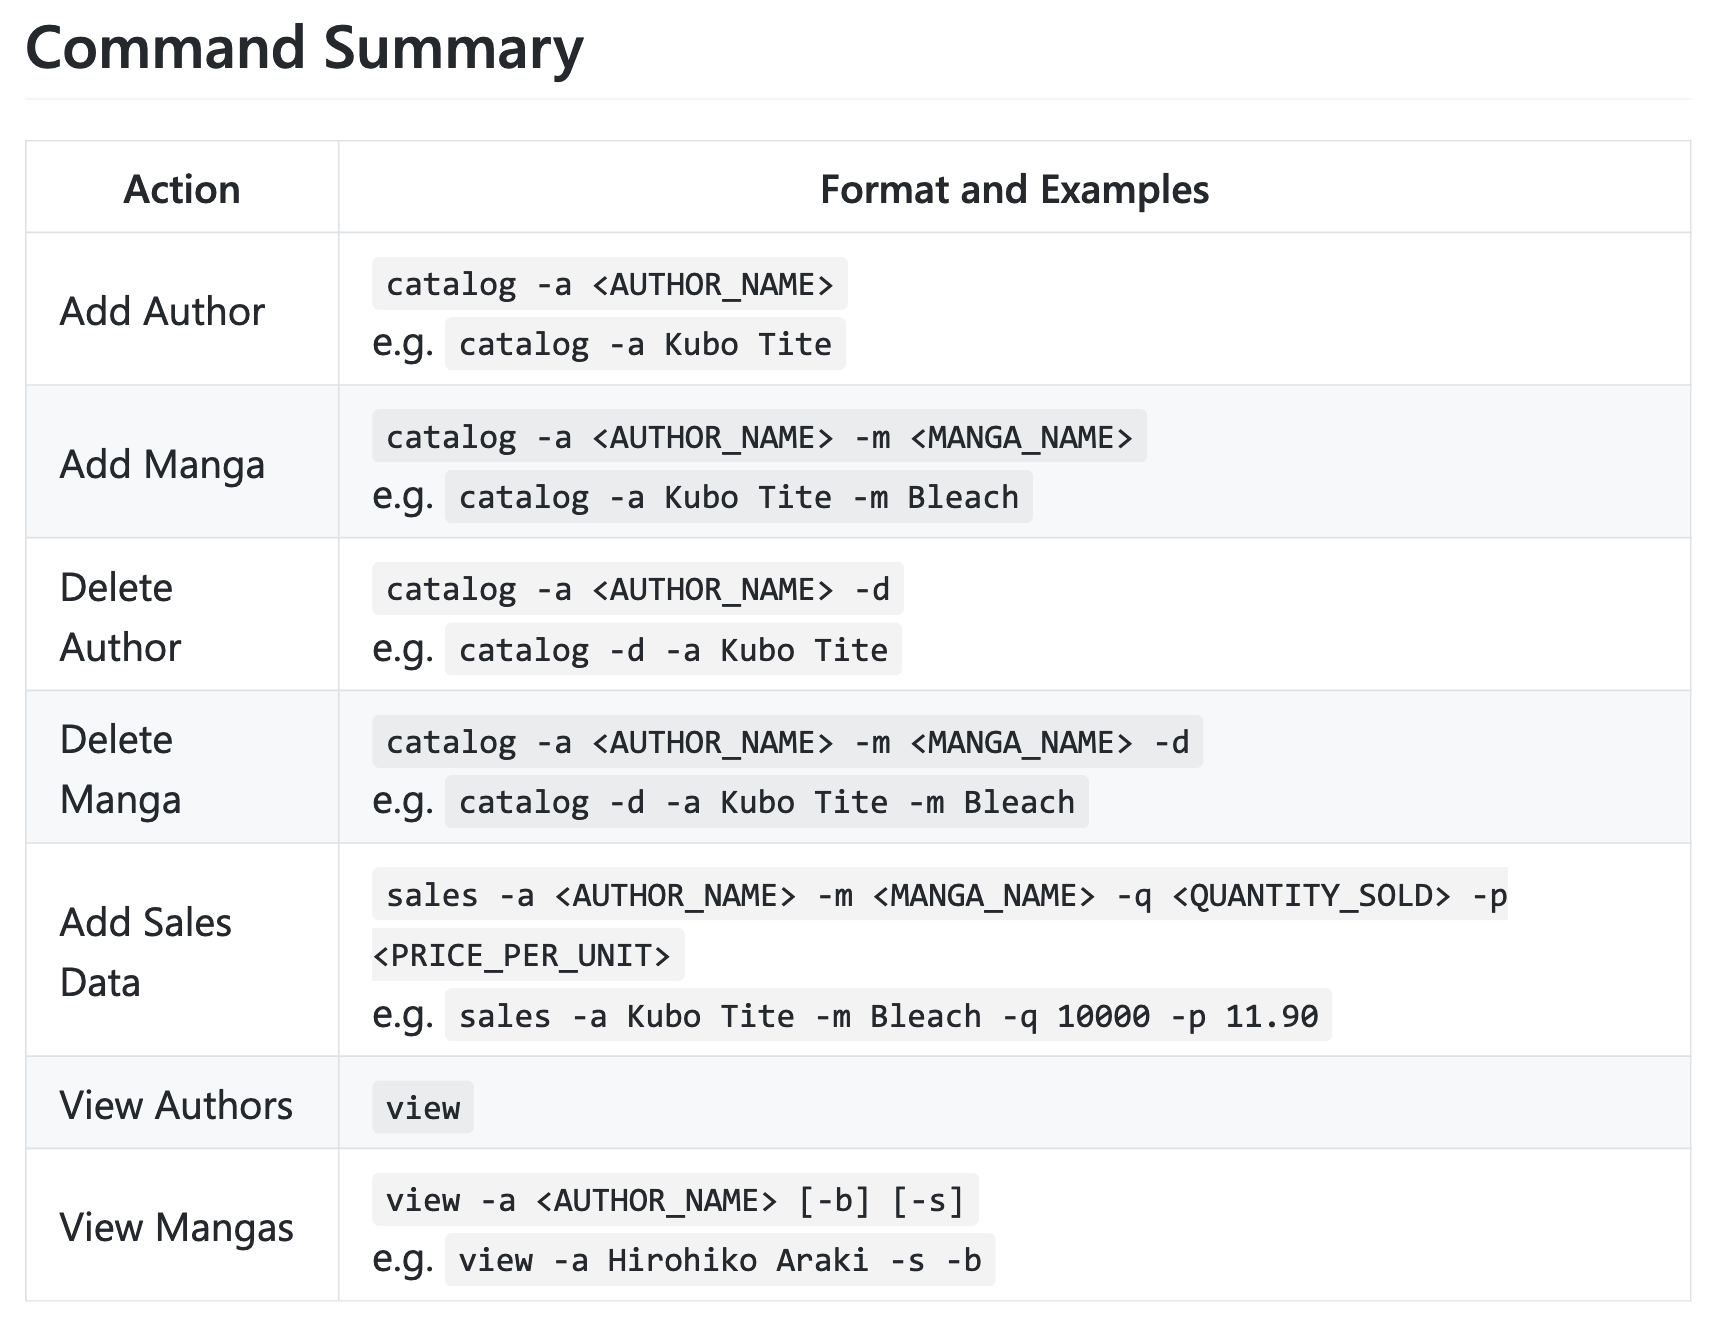 Command Summary
Action
Format and Examples
Add Author
catalog -a <AUTHOR_NAME>
e.g. catalog -a Kubo Tite
Add Manga
catalog -a <AUTHOR_NAME> -m <MANGA_NAME>
e.g. catalog -a Kubo Tite -m Bleach
Delete
Author
catalog -a <AUTHOR_NAME> -d
e.g. catalog -d -a Kubo Tite
Delete
Manga
catalog -a <AUTHOR_NAME> -m <MANGA_NAME> -d
e.g. catalog -d -a Kubo Tite -m Bleach
Add Sales
Data
sales -a <AUTHOR_NAME> -m <MANGA_NAME> -q <QUANTITY_SOLD> -p
<PRICE_PER_UNIT>
e.g. sales -a Kubo Tite -m Bleach -q 10000 -p 11.90
View Authors
view
View Mangas
view -a <AUTHOR_NAME> [-b] [-s]
e.g. view -a Hirohiko Araki -s -b